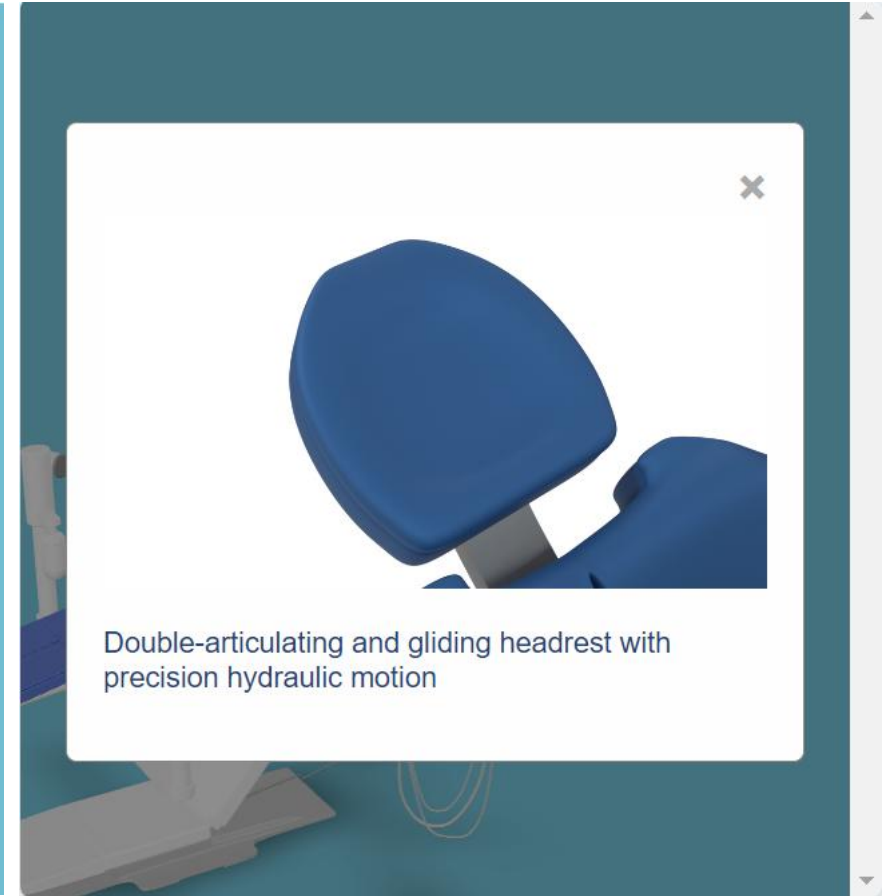 Double-articulating and gliding headrest with
precision hydraulic motion